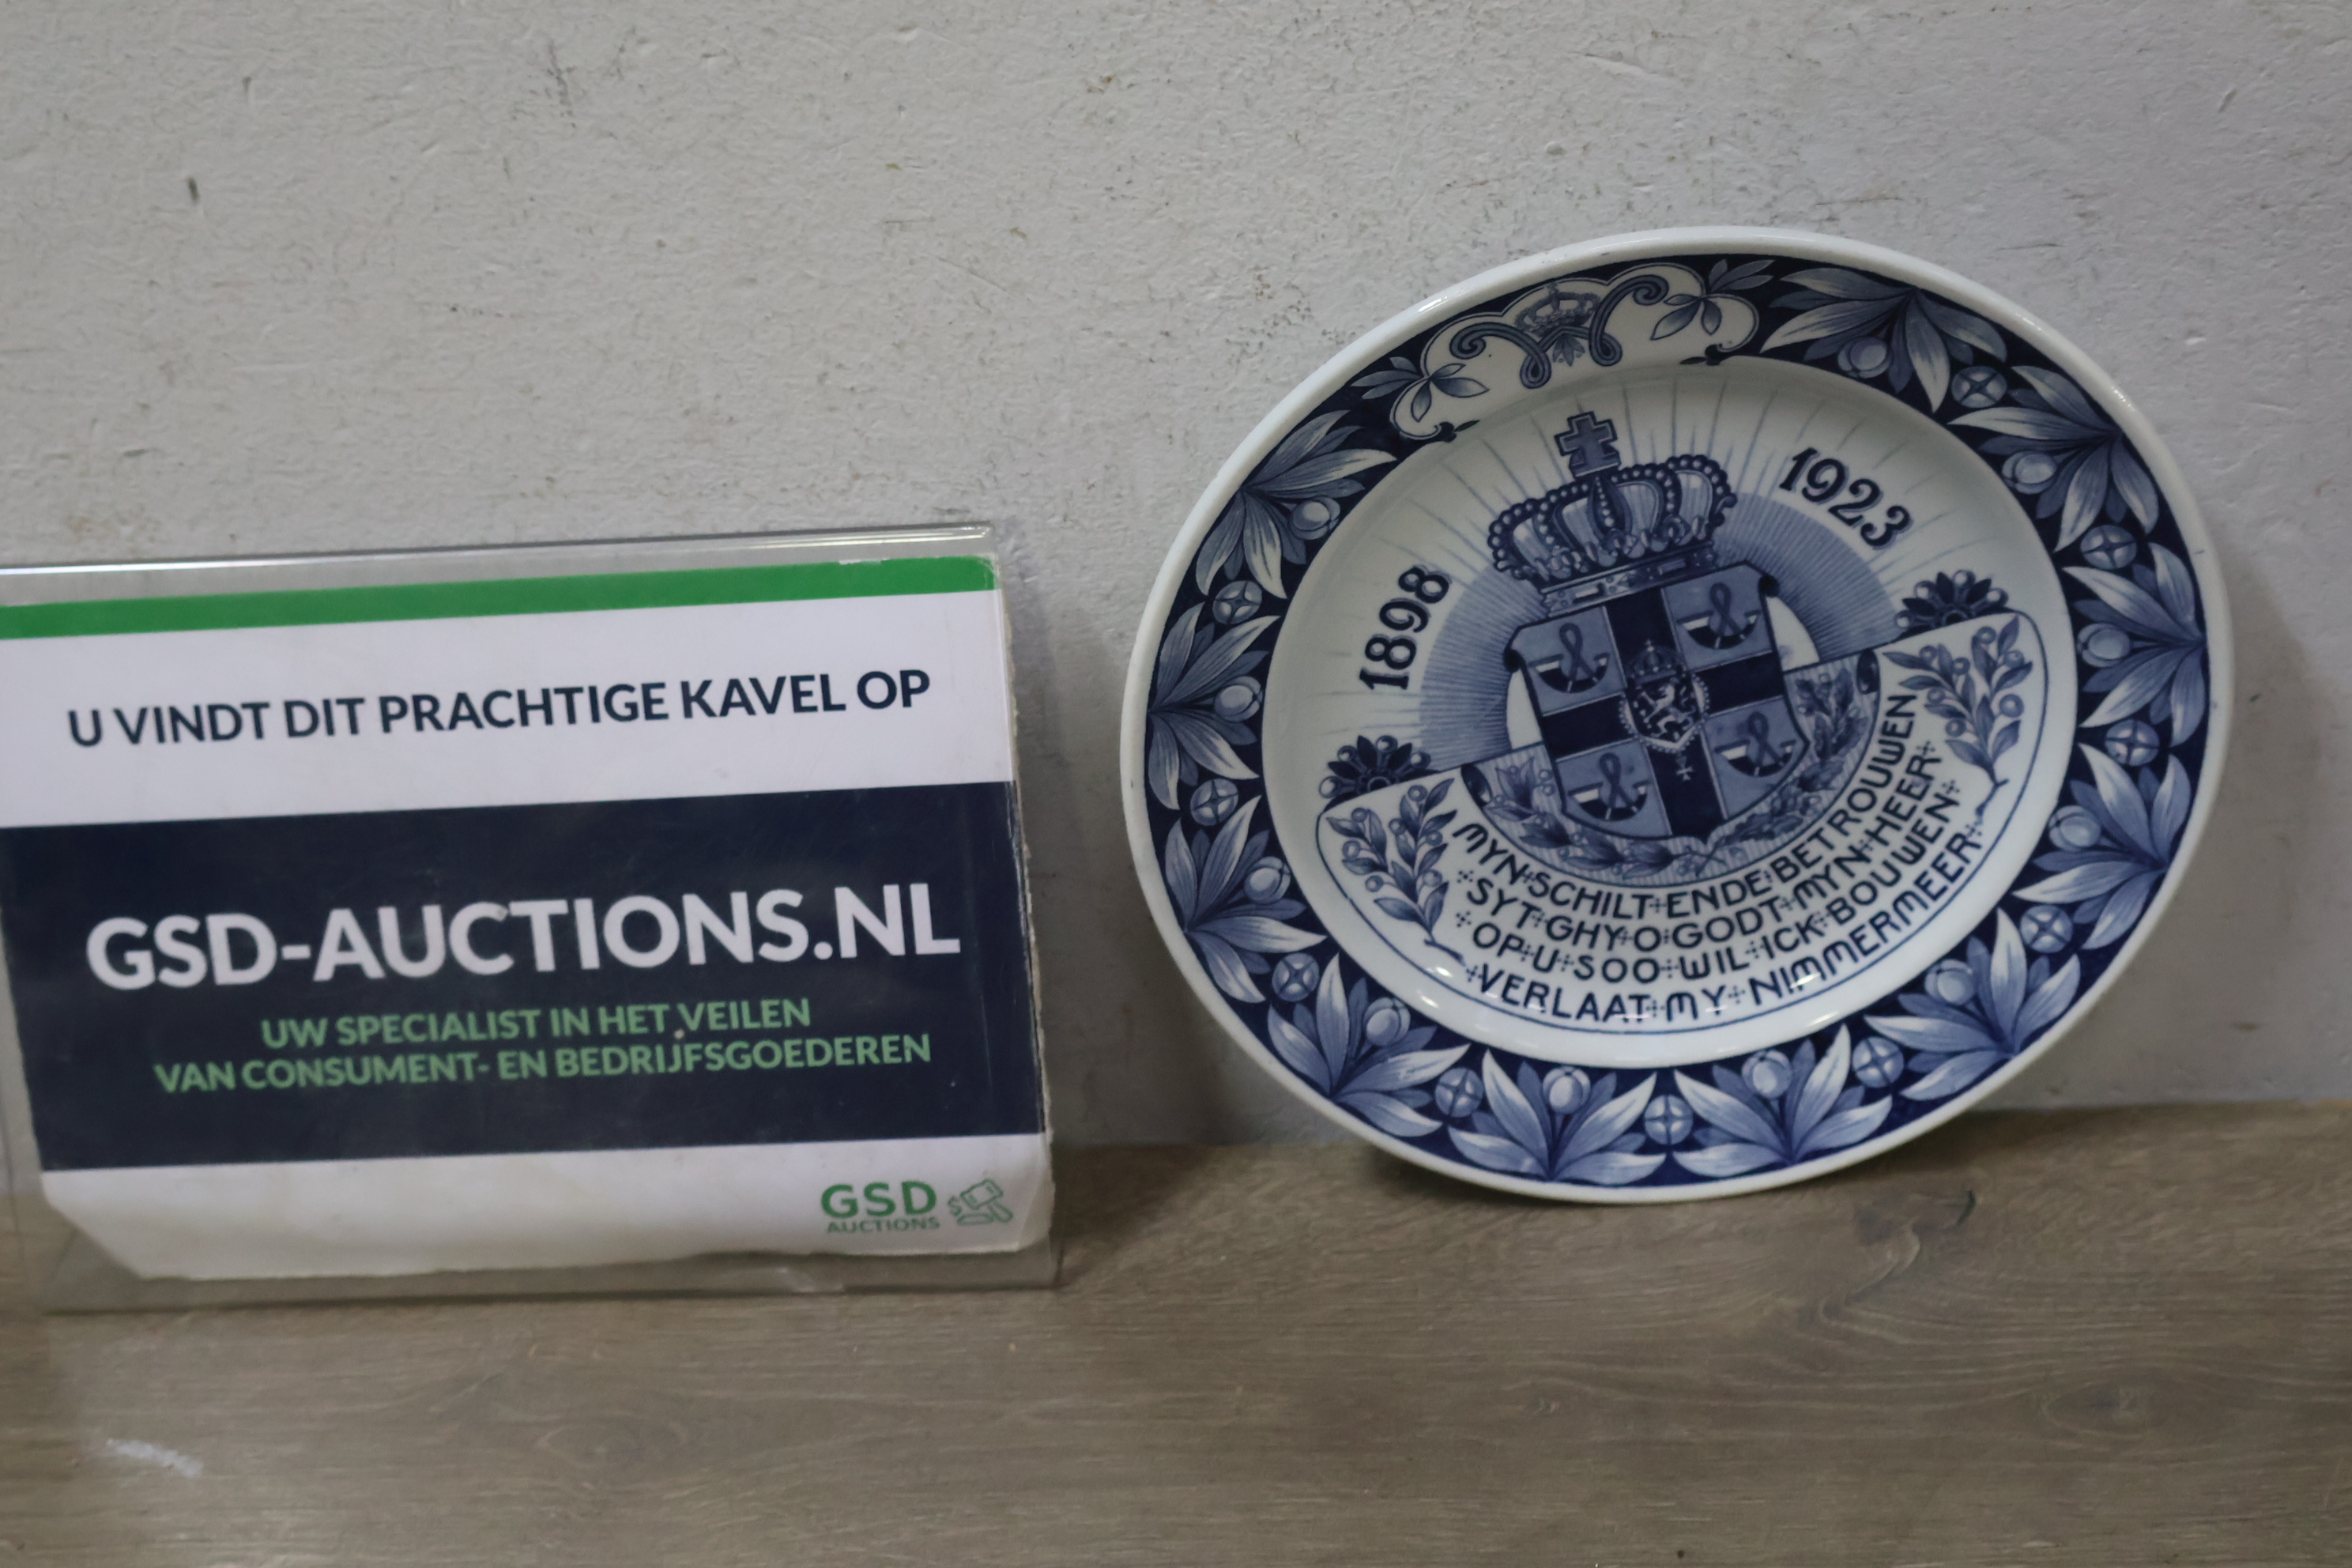 U VINDT DIT PRACHTIGE KAVEL OP
GSD-AUCTIONS.NL
UW SPECIALIST IN HET VEILEN
VAN CONSUMENT- EN BEDRIJFSGOEDEREN
GSD
AUCTIONS
1898
1923
MYN SCHILT ENDE BETROUWEN
SYT GHY O GODT MYN HEER
OP U SOO WIL ICK BOUWEN
VERLAAT MY NIMMERMEER